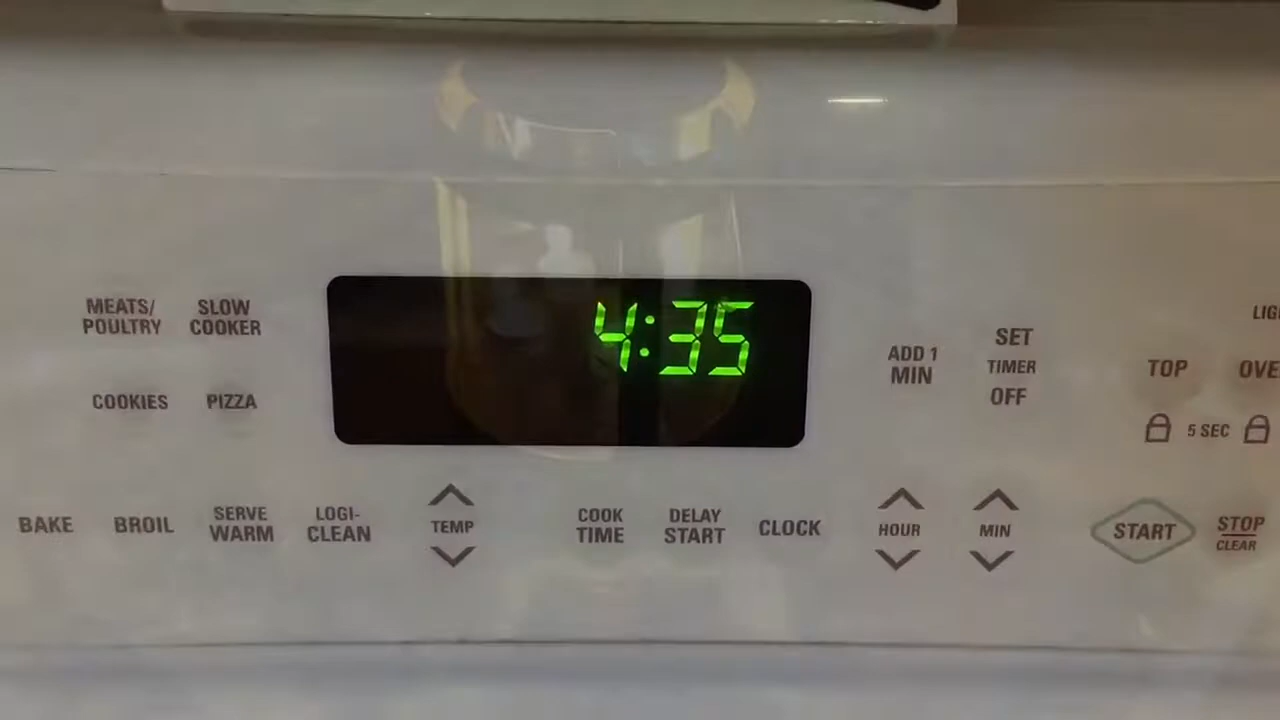 4:35
MEATS/
POULTRY
SLOW
COOKER
COOKIES
PIZZA
ADD 1
MIN
SET
TIMER
OFF
TOP
5 SEC
BAKE
BROIL
SERVE
WARM
LOGI-
CLEAN
TEMP
COOK
TIME
DELAY
START
CLOCK
HOUR
MIN
START
STOP
CLEAR